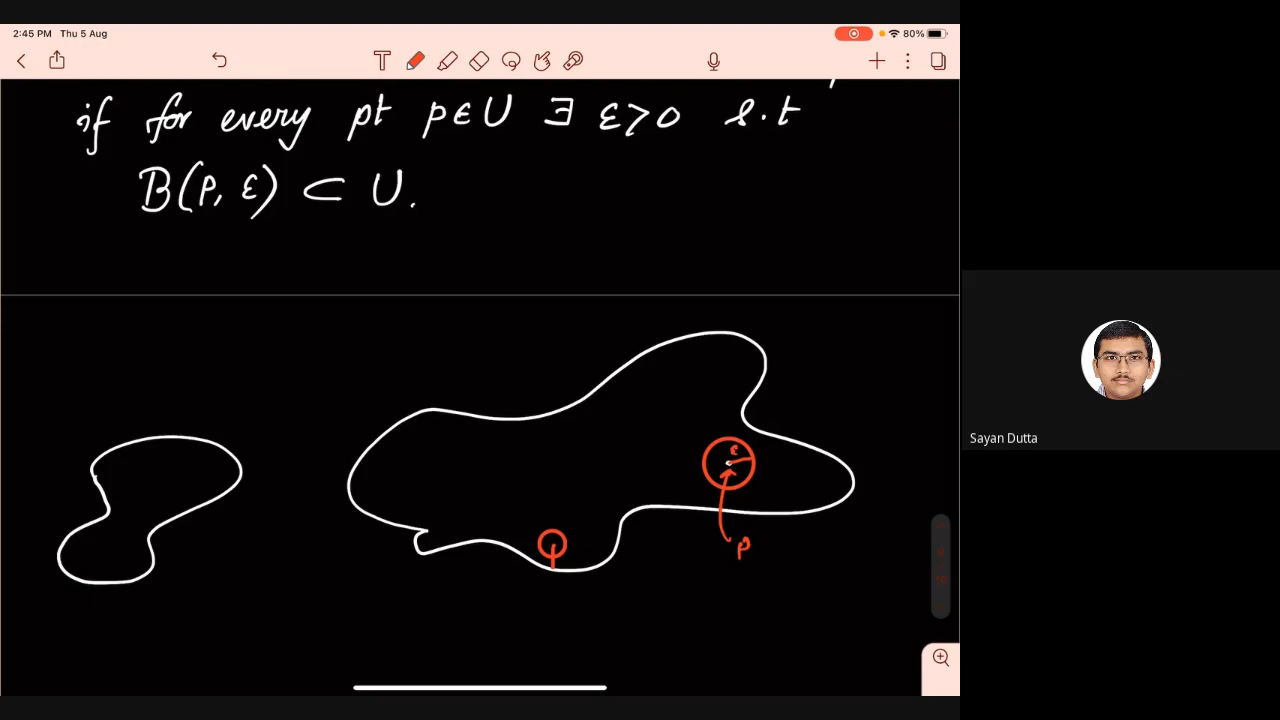 2:45 PM Thu 5 Aug
80%
if for every pt p∈U ∃ ε>0 s.t
B(p, ε) ⊂ U.
ε
p
Sayan Dutta